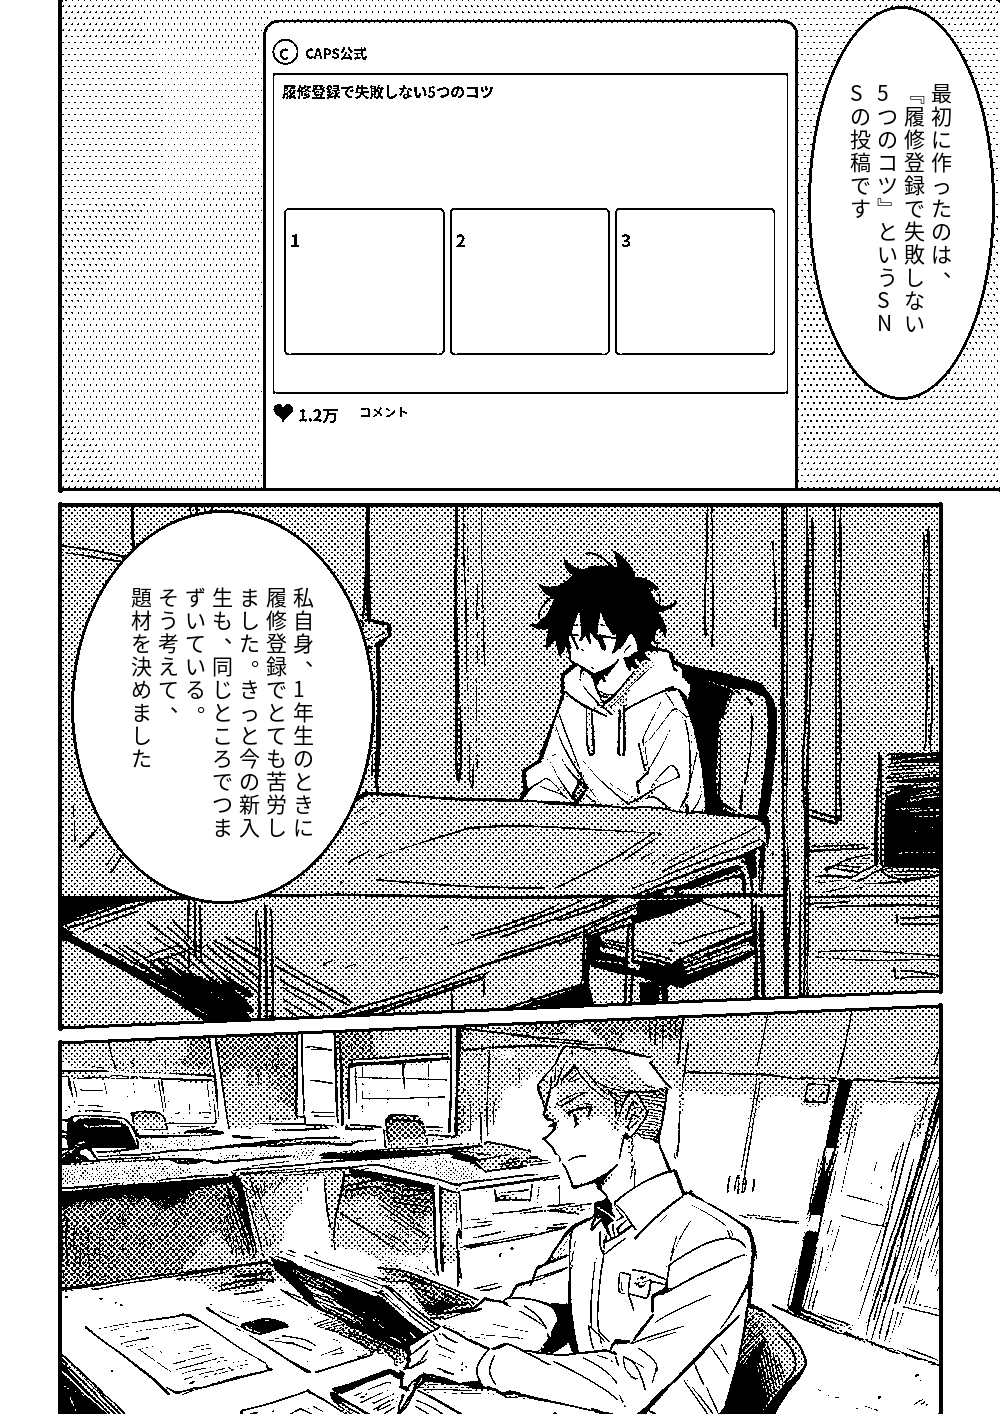 最初に作ったのは、
『履修登録で失敗しない
5つのコツ』というSN
Sの投稿です
C CAPS公式
履修登録で失敗しない5つのコツ
1
2
3
1.2万 コメント
私自身、1年生のときに
履修登録でとても苦労し
ました。きっと今の新入
生も、同じところでつま
ずいている。
そう考えて、
題材を決めました